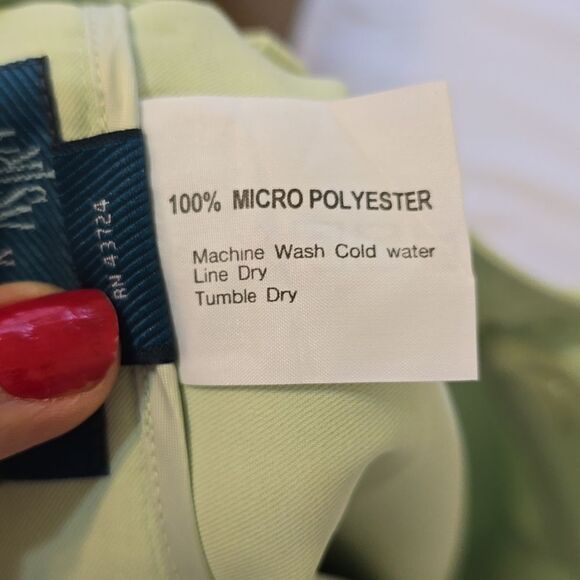 RN 43724
100% MICRO POLYESTER
Machine Wash Cold water
Line Dry
Tumble Dry